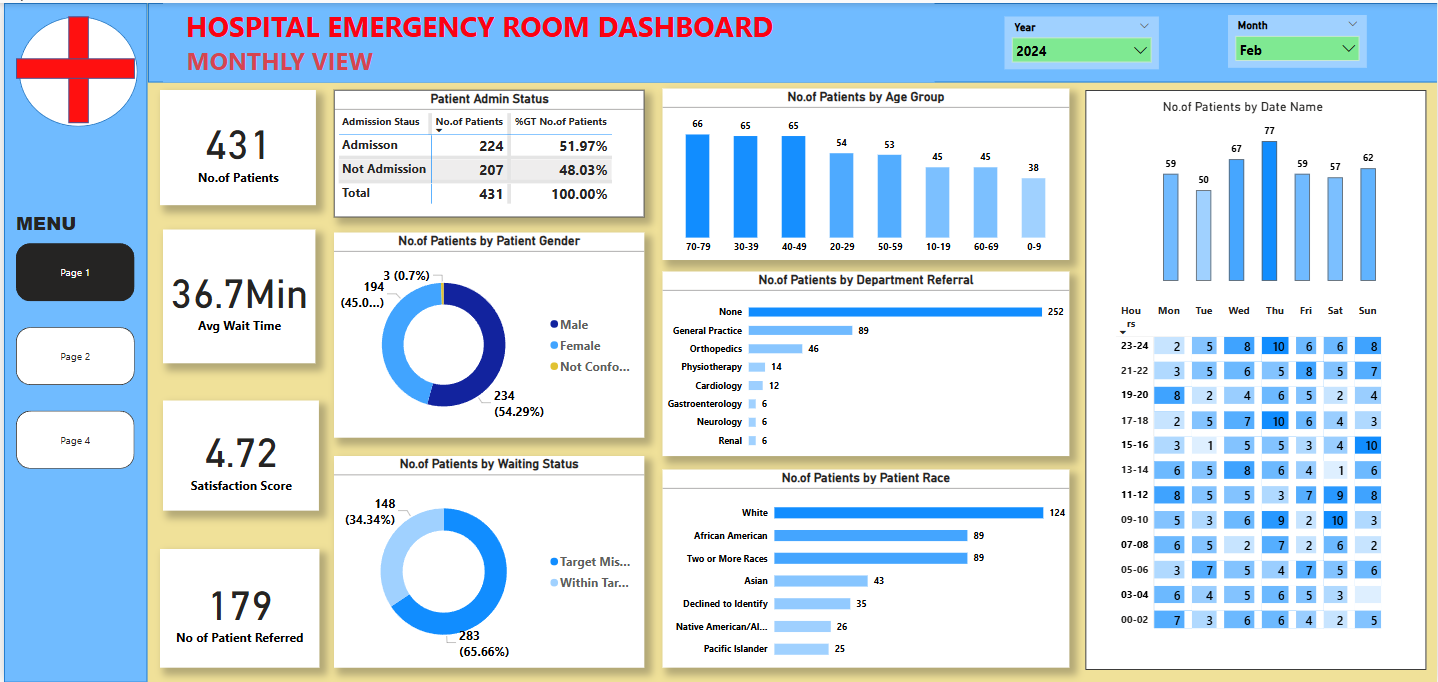 HOSPITAL EMERGENCY ROOM DASHBOARD
MONTHLY VIEW
Year
2024
Month
Feb
MENU
Page 1
Page 2
Page 4
431
No.of Patients
36.7Min
Avg Wait Time
4.72
Satisfaction Score
179
No of Patient Referred
Patient Admin Status
Admission Staus No.of Patients %GT No.of Patients
Admisson 224 51.97%
Not Admission 207 48.03%
Total 431 100.00%
No.of Patients by Patient Gender
3 (0.7%)
194
(45.0...)
234
(54.29%)
Male
Female
Not Confo...
No.of Patients by Waiting Status
148
(34.34%)
283
(65.66%)
Target Mis...
Within Tar...
No.of Patients by Age Group
66 65 65 54 53 45 45 38
70-79 30-39 40-49 20-29 50-59 10-19 60-69 0-9
No.of Patients by Department Referral
None 252
General Practice 89
Orthopedics 46
Physiotherapy 14
Cardiology 12
Gastroenterology 6
Neurology 6
Renal 6
No.of Patients by Patient Race
White 124
African American 89
Two or More Races 89
Asian 43
Declined to Identify 35
Native American/Al... 26
Pacific Islander 25
No.of Patients by Date Name
59 50 67 77 59 57 62
Hou
rs Mon Tue Wed Thu Fri Sat Sun
23-24 2 5 8 10 6 6 8
21-22 3 5 6 5 8 5 7
19-20 8 2 4 6 5 2 4
17-18 2 5 7 10 6 4 3
15-16 3 1 5 5 3 4 10
13-14 6 5 8 6 4 1 6
11-12 8 5 5 3 7 9 8
09-10 5 3 6 9 2 10 3
07-08 6 5 2 7 2 6 2
05-06 3 7 5 4 7 5 6
03-04 6 4 5 6 5 3
00-02 7 3 6 6 4 2 5